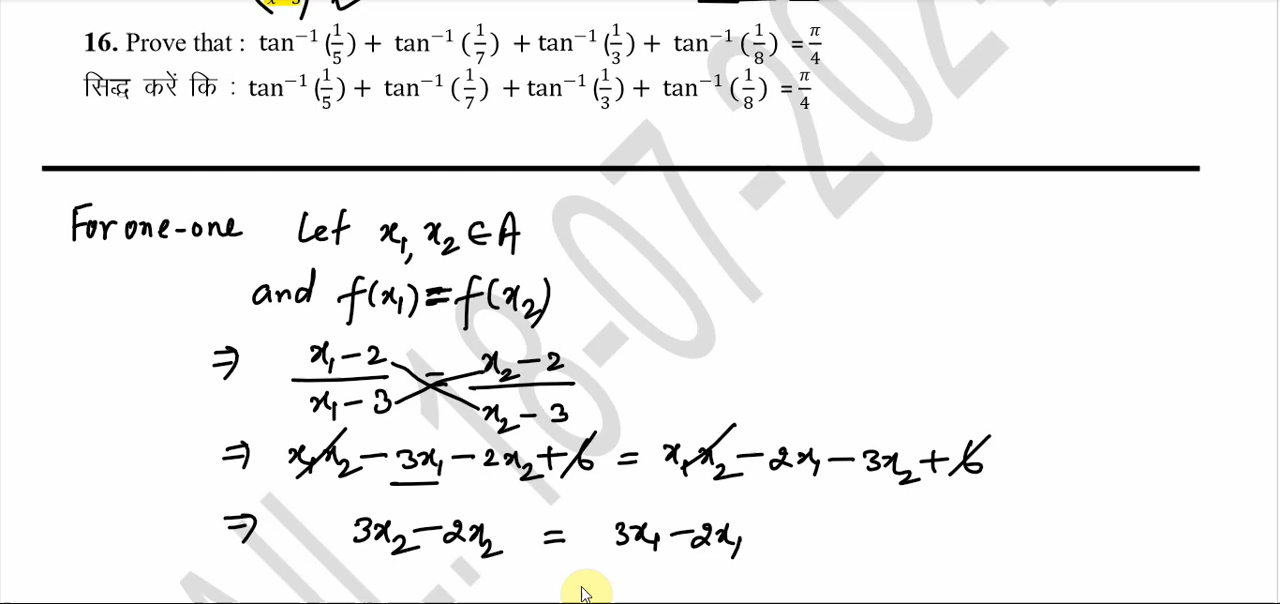 16. Prove that : tan⁻¹ (1/5) + tan⁻¹ (1/7) + tan⁻¹ (1/3) + tan⁻¹ (1/8) = π/4
सिद्ध करें कि : tan⁻¹ (1/5) + tan⁻¹ (1/7) + tan⁻¹ (1/3) + tan⁻¹ (1/8) = π/4
For one-one Let x₁, x₂ ∈ A
and f(x₁) = f(x₂)
⇒ (x₁ - 2)/(x₁ - 3) = (x₂ - 2)/(x₂ - 3)
⇒ x₁x₂ - 3x₁ - 2x₂ + 6 = x₁x₂ - 2x₁ - 3x₂ + 6
⇒ 3x₂ - 2x₂ = 3x₁ - 2x₁